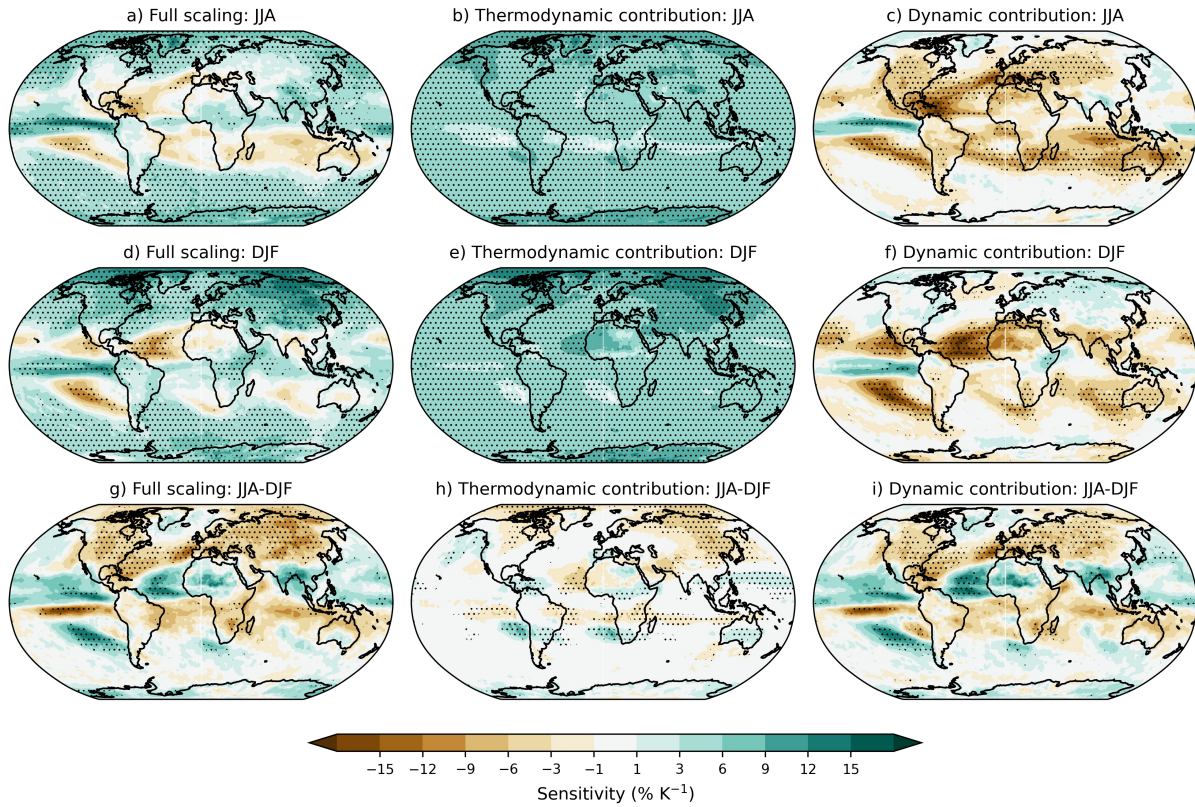 a) Full scaling: JJA
b) Thermodynamic contribution: JJA
c) Dynamic contribution: JJA
d) Full scaling: DJF
e) Thermodynamic contribution: DJF
f) Dynamic contribution: DJF
g) Full scaling: JJA-DJF
h) Thermodynamic contribution: JJA-DJF
i) Dynamic contribution: JJA-DJF
−15 −12 −9 −6 −3 −1 1 3 6 9 12 15
Sensitivity (% K⁻¹)